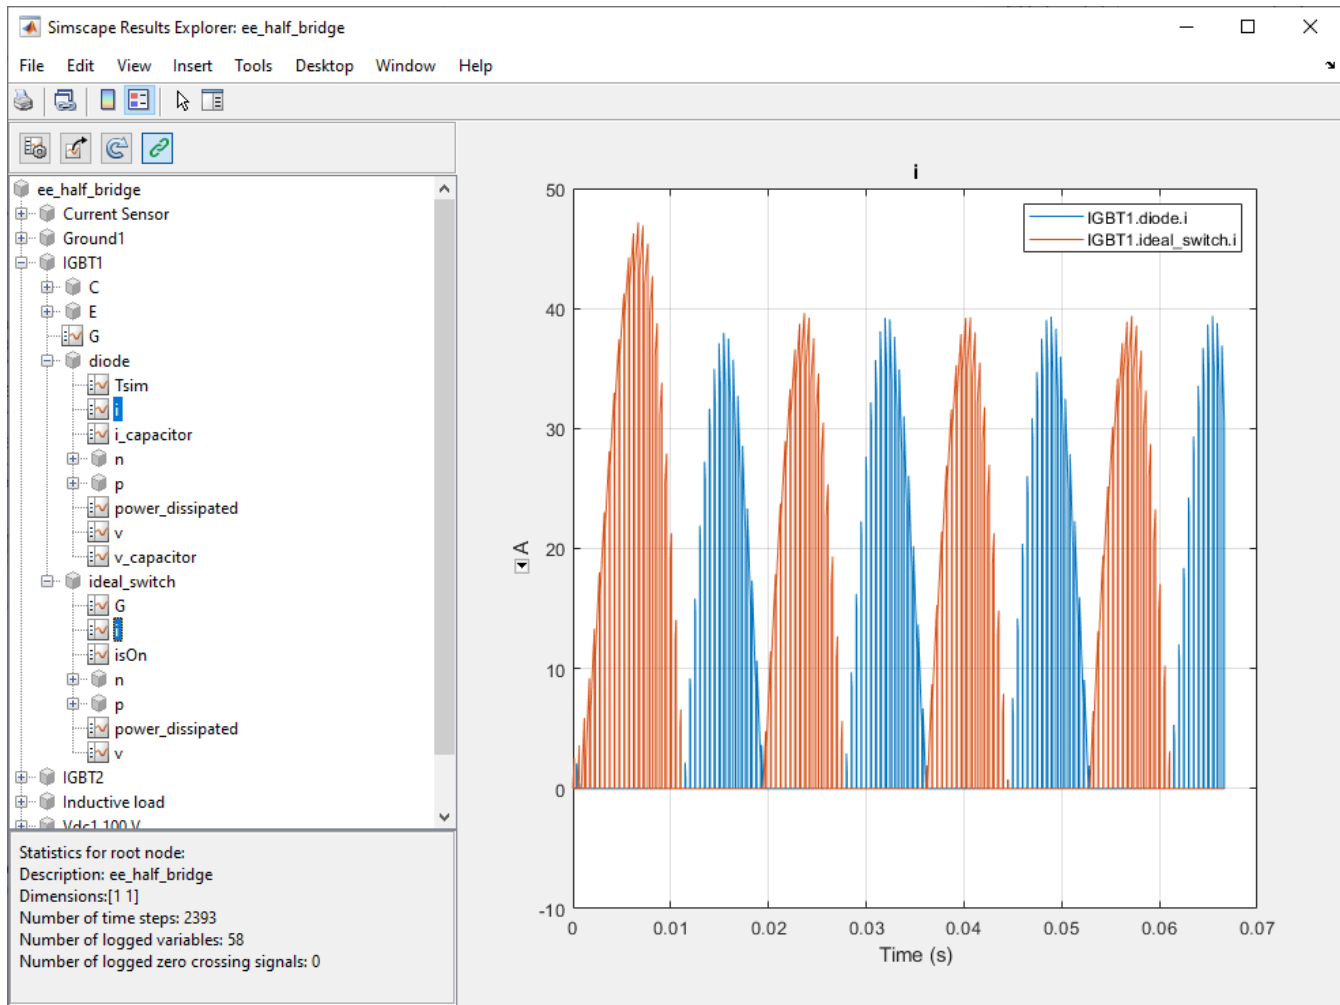 Simscape Results Explorer: ee_half_bridge
File Edit View Insert Tools Desktop Window Help
ee_half_bridge
Current Sensor
Ground1
IGBT1
C
E
G
diode
Tsim
i
i_capacitor
n
p
power_dissipated
v
v_capacitor
ideal_switch
G
i
isOn
n
p
power_dissipated
v
IGBT2
Inductive load
Vdc1 100 V
Statistics for root node:
Description: ee_half_bridge
Dimensions:[1 1]
Number of time steps: 2393
Number of logged variables: 58
Number of logged zero crossing signals: 0
i
IGBT1.diode.i
IGBT1.ideal_switch.i
50
40
30
20
10
0
-10
A
0 0.01 0.02 0.03 0.04 0.05 0.06 0.07
Time (s)